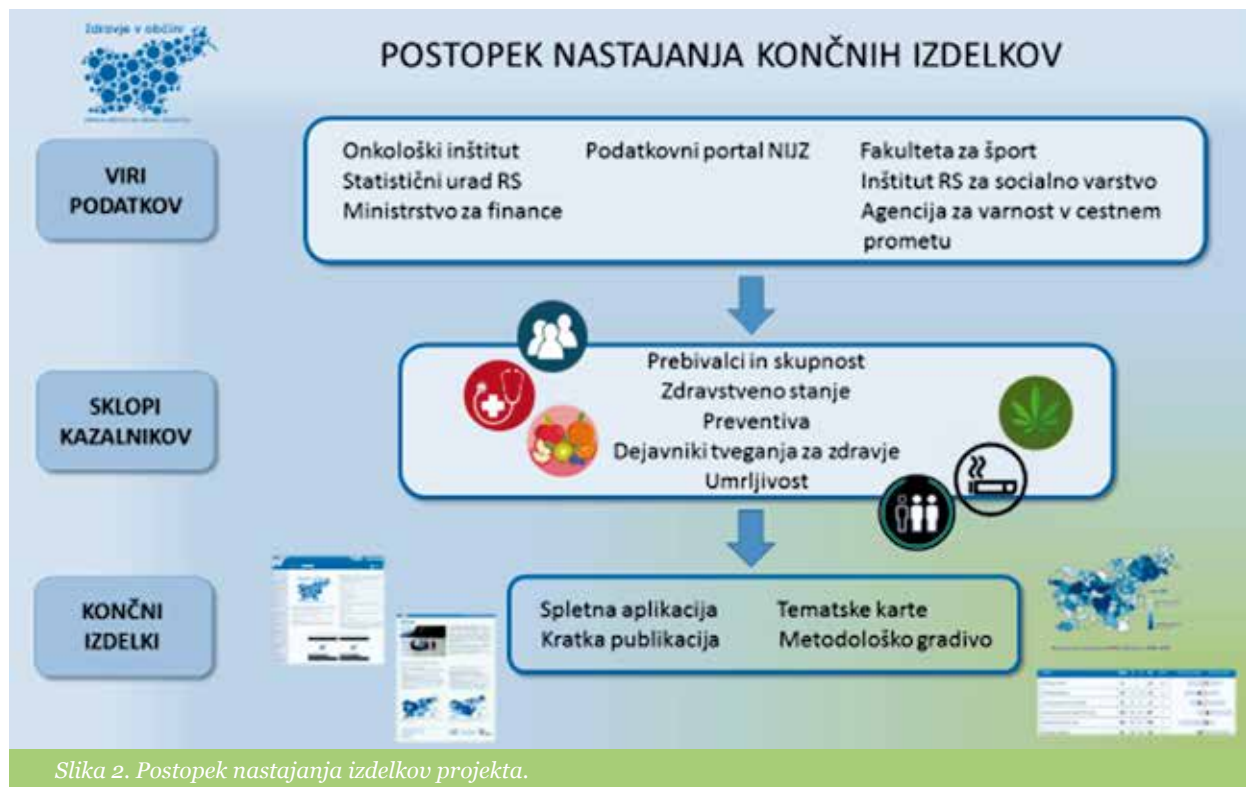 Zdravje v občini
POSTOPEK NASTAJANJA KONČNIH IZDELKOV
VIRI
PODATKOV
Onkološki inštitut
Statistični urad RS
Ministrstvo za finance
Podatkovni portal NIJZ
Fakulteta za šport
Inštitut RS za socialno varstvo
Agencija za varnost v cestnem
prometu
SKLOPI
KAZALNIKOV
Prebivalci in skupnost
Zdravstveno stanje
Preventiva
Dejavniki tveganja za zdravje
Umrljivost
KONČNI
IZDELKI
Spletna aplikacija
Kratka publikacija
Tematske karte
Metodološko gradivo
Slika 2. Postopek nastajanja izdelkov projekta.